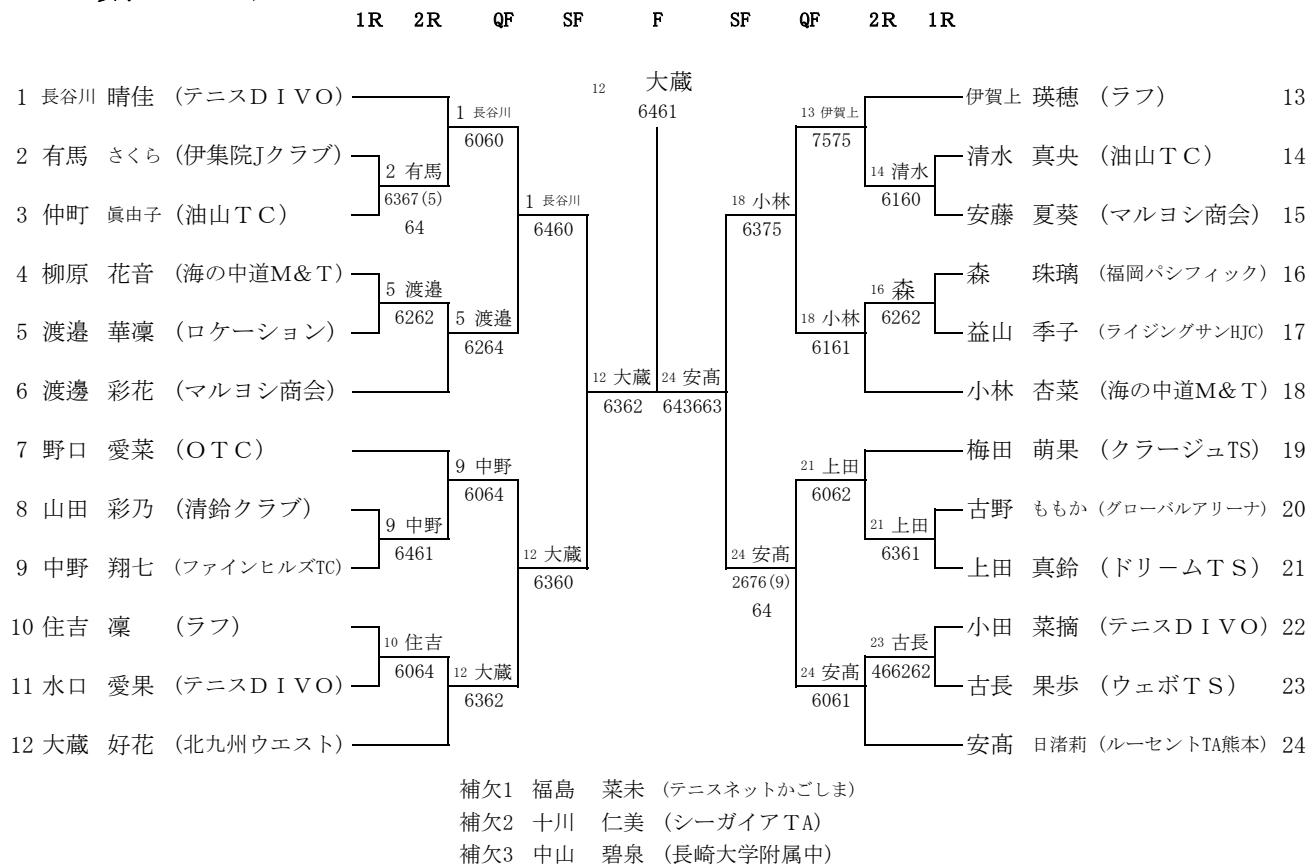 1R 2R QF SF F SF QF 2R 1R
12 大蔵
1 長谷川 晴佳 (テニスＤＩＶＯ) 6461 伊賀上 瑛穂 (ラフ) 13
1 長谷川 13 伊賀上
6060 7575
2 有馬 さくら (伊集院Jクラブ) 清水 真央 (油山ＴＣ) 14
2 有馬 14 清水
6367(5) 1 長谷川 18 小林 6160
3 仲町 眞由子 (油山ＴＣ) 64 6460 6375 安藤 夏葵 (マルヨシ商会) 15
4 柳原 花音 (海の中道M&T) 森 珠璃 (福岡パシフィック) 16
5 渡邉 16 森
6262 5 渡邉 18 小林 6262
5 渡邉 華凜 (ロケーション) 6264 6161 益山 季子 (ライジングサンHJC) 17
12 大蔵 24 安髙
6 渡邊 彩花 (マルヨシ商会) 6362 643663 小林 杏菜 (海の中道M&T) 18
7 野口 愛菜 (ＯＴＣ) 梅田 萌果 (クラージュTS) 19
9 中野 21 上田
6064 6062
8 山田 彩乃 (清鈴クラブ) 古野 ももか (グローバルアリーナ) 20
9 中野 21 上田
6461 12 大蔵 24 安髙 6361
9 中野 翔七 (ファインヒルズTC) 6360 2676(9) 上田 真鈴 (ドリームＴＳ) 21
64
10 住吉 凜 (ラフ) 小田 菜摘 (テニスＤＩＶＯ) 22
10 住吉 23 古長
6064 12 大蔵 24 安髙 466262
11 水口 愛果 (テニスＤＩＶＯ) 6362 6061 古長 果歩 (ウェボＴＳ) 23
12 大蔵 好花 (北九州ウエスト) 安髙 日渚莉 (ルーセントTA熊本) 24
補欠1 福島 菜未 (テニスネットかごしま)
補欠2 十川 仁美 (シーガイアTA)
補欠3 中山 碧泉 (長崎大学附属中)